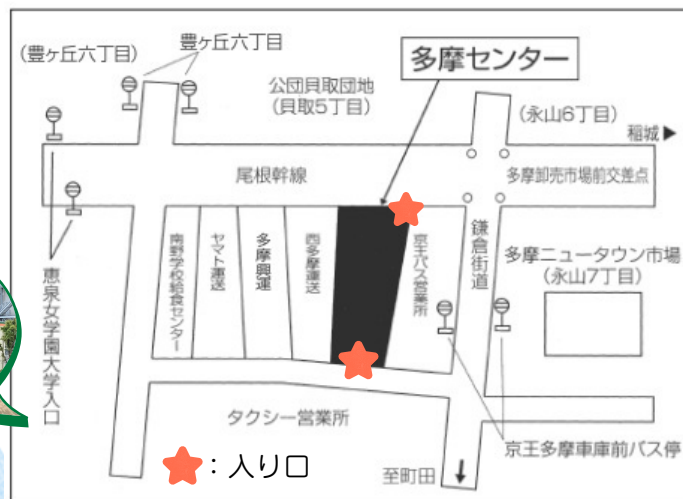 (豊ヶ丘六丁目)
豊ヶ丘六丁目
公団貝取団地
(貝取5丁目)
多摩センター
(永山6丁目)
稲城▶
尾根幹線
多摩卸売市場前交差点
恵泉女学園大学入口
南野学校給食センター
ヤマト運送
多摩興運
西多摩運送
京王バス営業所
鎌倉街道
多摩ニュータウン市場
(永山7丁目)
タクシー営業所
京王多摩車庫前バス停
:入り口
至町田